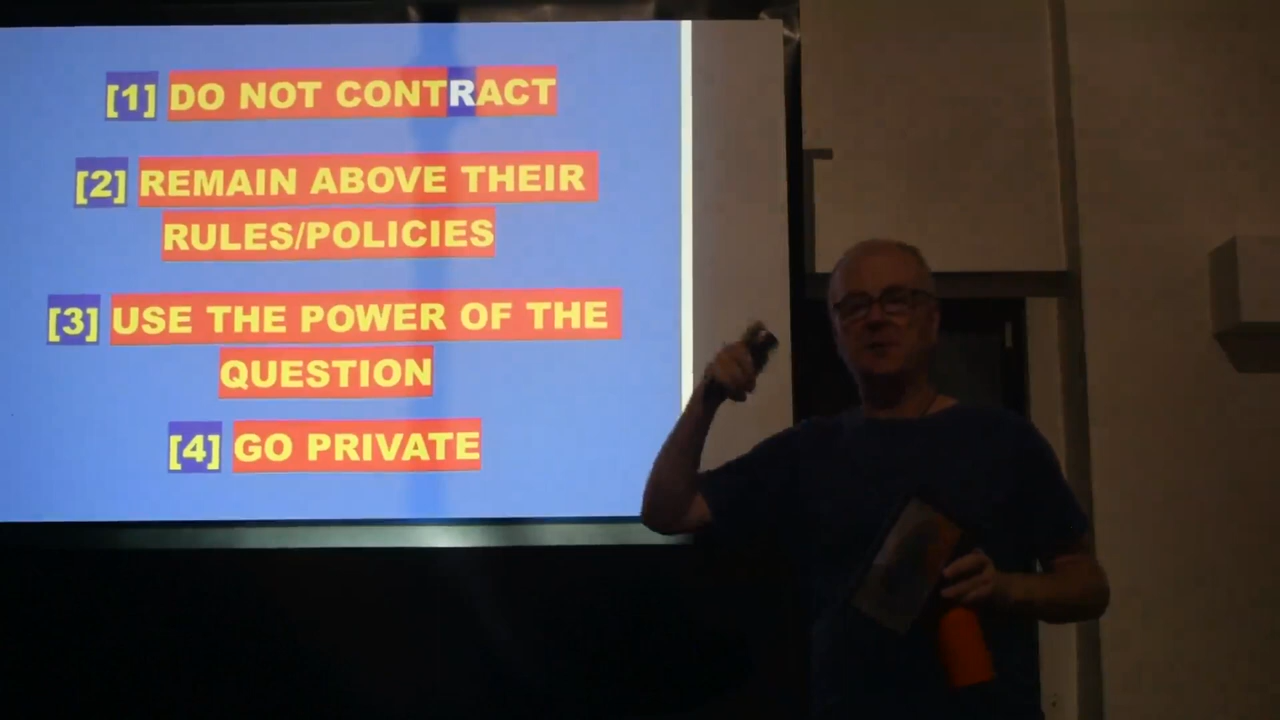 [1] DO NOT CONTRACT
[2] REMAIN ABOVE THEIR
RULES/POLICIES
[3] USE THE POWER OF THE
QUESTION
[4] GO PRIVATE